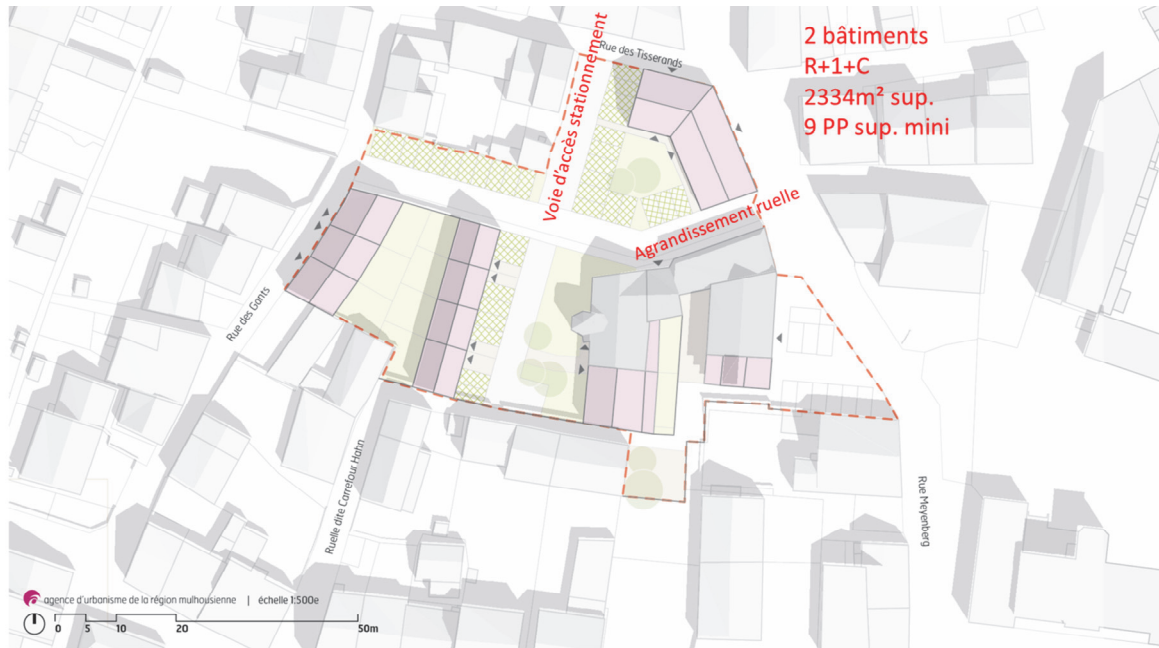 2 bâtiments
R+1+C
2334m² sup.
9 PP sup. mini
Rue des Tisserands
Voie d'accès stationnement
Agrandissement ruelle
Rue des Gants
Ruelle dite Carrefour Hahn
Rue Meyenberg
agence d'urbanisme de la région mulhousienne | échelle 1:500e
0 5 10 20 50m